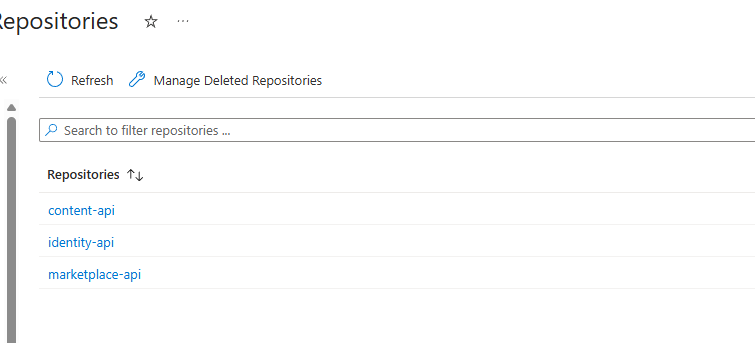 Repositories
Refresh Manage Deleted Repositories
Search to filter repositories ...
Repositories
content-api
identity-api
marketplace-api